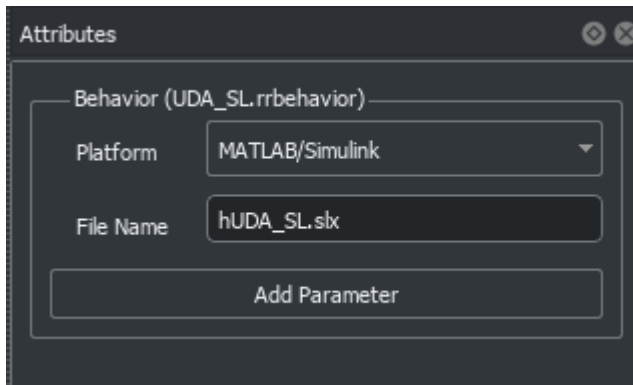 Attributes
Behavior (UDA_SL.rrbehavior)
Platform MATLAB/Simulink
File Name hUDA_SL.slx
Add Parameter